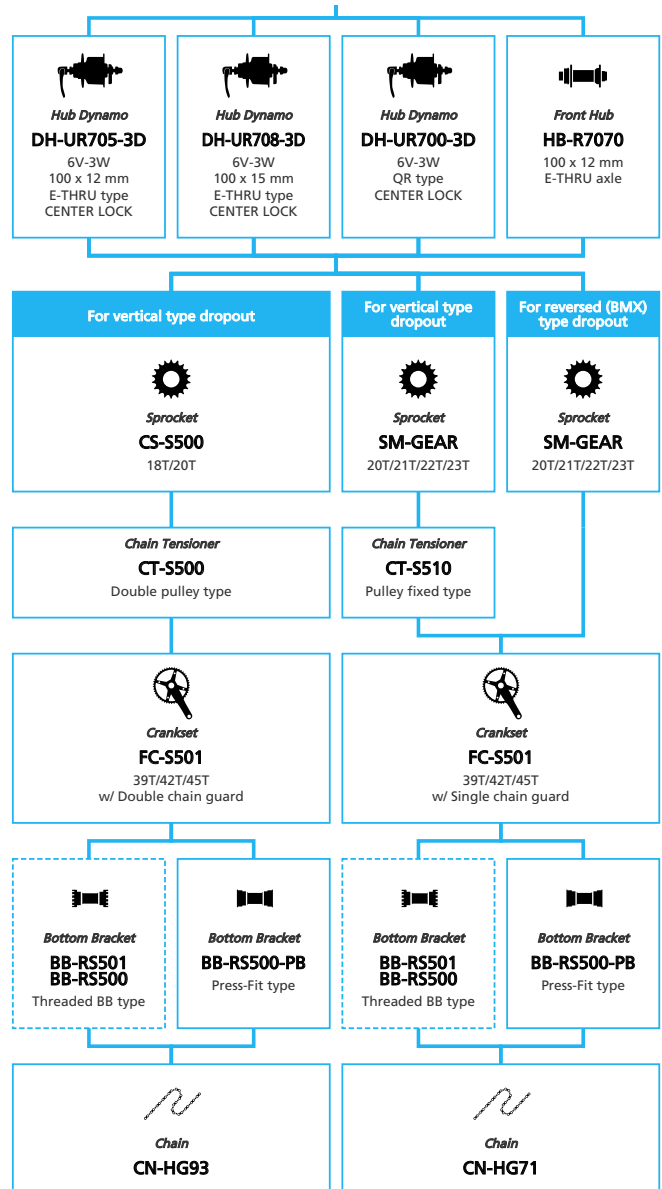 Hub Dynamo
DH-UR705-3D
6V-3W
100 x 12 mm
E-THRU type
CENTER LOCK
Hub Dynamo
DH-UR708-3D
6V-3W
100 x 15 mm
E-THRU type
CENTER LOCK
Hub Dynamo
DH-UR700-3D
6V-3W
QR type
CENTER LOCK
Front Hub
HB-R7070
100 x 12 mm
E-THRU axle
For vertical type dropout
Sprocket
CS-S500
18T/20T
For vertical type
dropout
Sprocket
SM-GEAR
20T/21T/22T/23T
For reversed (BMX)
type dropout
Sprocket
SM-GEAR
20T/21T/22T/23T
Chain Tensioner
CT-S500
Double pulley type
Chain Tensioner
CT-S510
Pulley fixed type
Crankset
FC-S501
39T/42T/45T
w/ Double chain guard
Crankset
FC-S501
39T/42T/45T
w/ Single chain guard
Bottom Bracket
BB-RS501
BB-RS500
Threaded BB type
Bottom Bracket
BB-RS500-PB
Press-Fit type
Bottom Bracket
BB-RS501
BB-RS500
Threaded BB type
Bottom Bracket
BB-RS500-PB
Press-Fit type
Chain
CN-HG93
Chain
CN-HG71